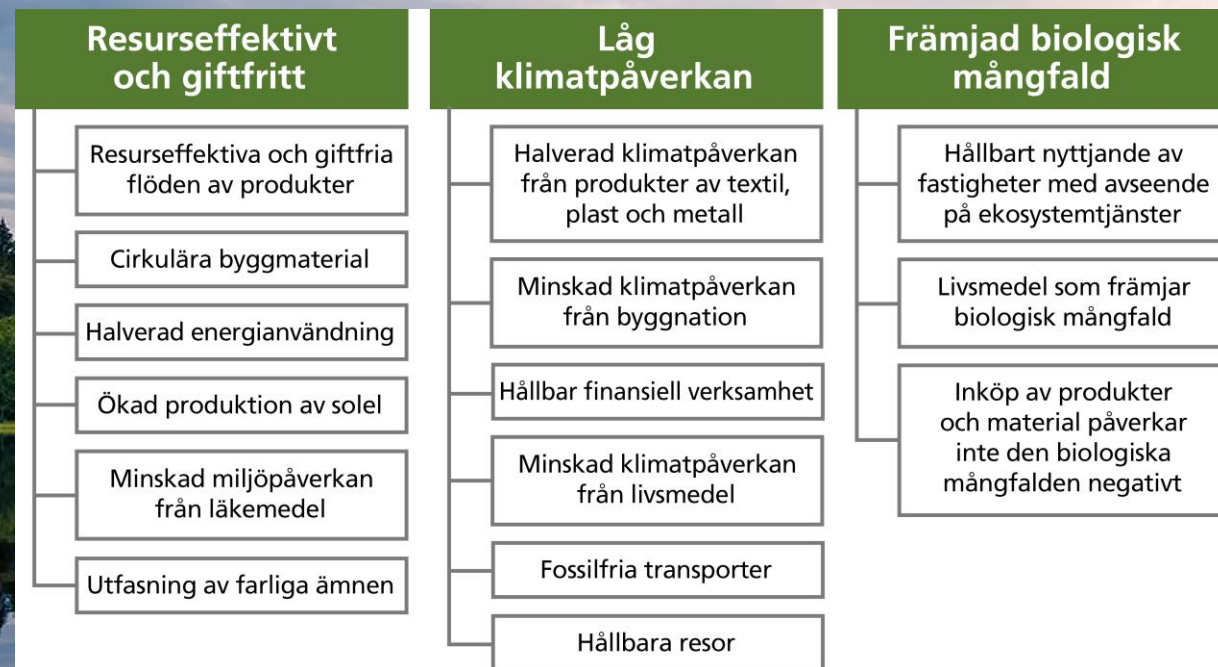 Resurseffektivt
och giftfritt
Resurseffektiva och giftfria
flöden av produkter
Cirkulära byggmaterial
Halverad energianvändning
Ökad produktion av solel
Minskad miljöpåverkan
från läkemedel
Utfasning av farliga ämnen
Låg
klimatpåverkan
Halverad klimatpåverkan
från produkter av textil,
plast och metall
Minskad klimatpåverkan
från byggnation
Hållbar finansiell verksamhet
Minskad klimatpåverkan
från livsmedel
Fossilfria transporter
Hållbara resor
Främjad biologisk
mångfald
Hållbart nyttjande av
fastigheter med avseende
på ekosystemtjänster
Livsmedel som främjar
biologisk mångfald
Inköp av produkter
och material påverkar
inte den biologiska
mångfalden negativt